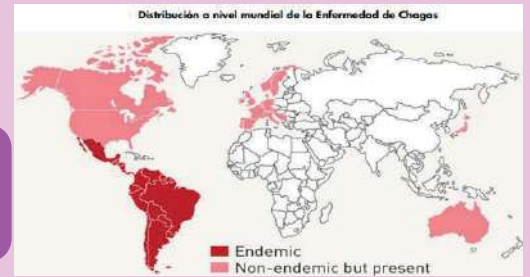 Distribución a nivel mundial de la Enfermedad de Chagas
Endemic
Non-endemic but present